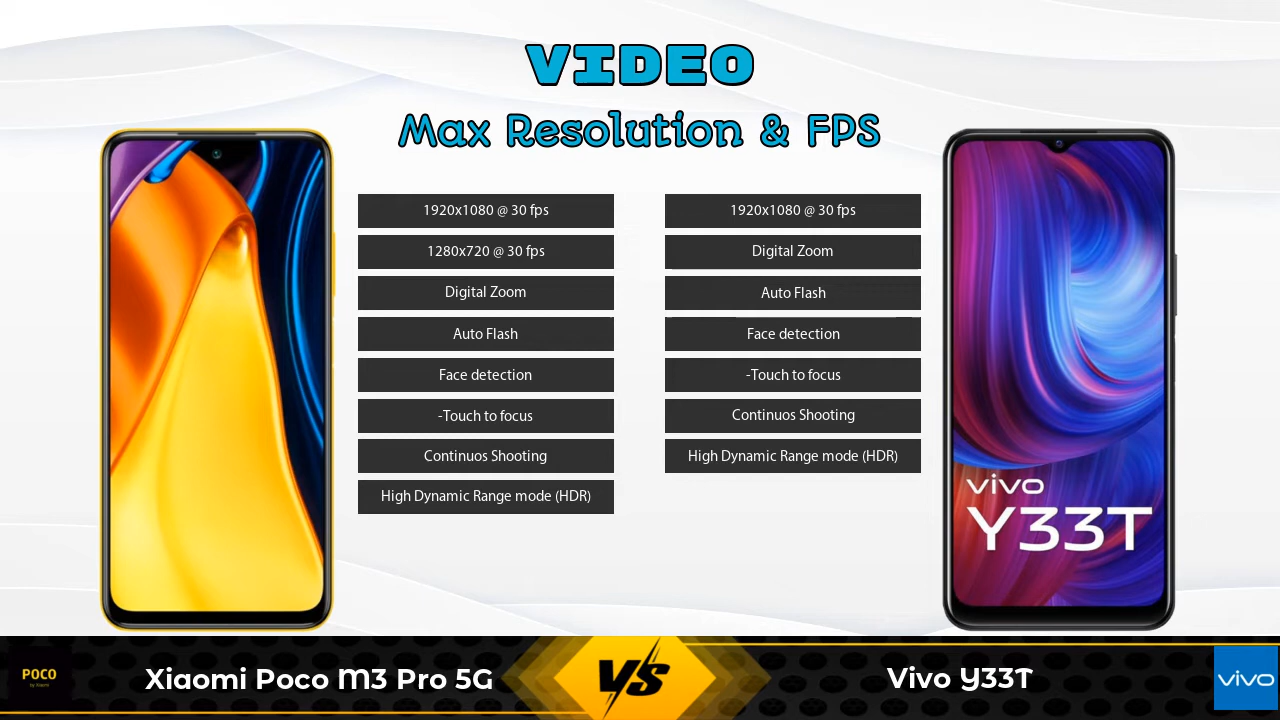 VIDEO
Max Resolution & FPS
1920x1080 @ 30 fps
1280x720 @ 30 fps
Digital Zoom
Auto Flash
Face detection
-Touch to focus
Continuos Shooting
High Dynamic Range mode (HDR)
1920x1080 @ 30 fps
Digital Zoom
Auto Flash
Face detection
-Touch to focus
Continuos Shooting
High Dynamic Range mode (HDR)
vivo
Y33T
POCO
by Xiaomi
Xiaomi Poco M3 Pro 5G
VS
Vivo Y33T
vivo